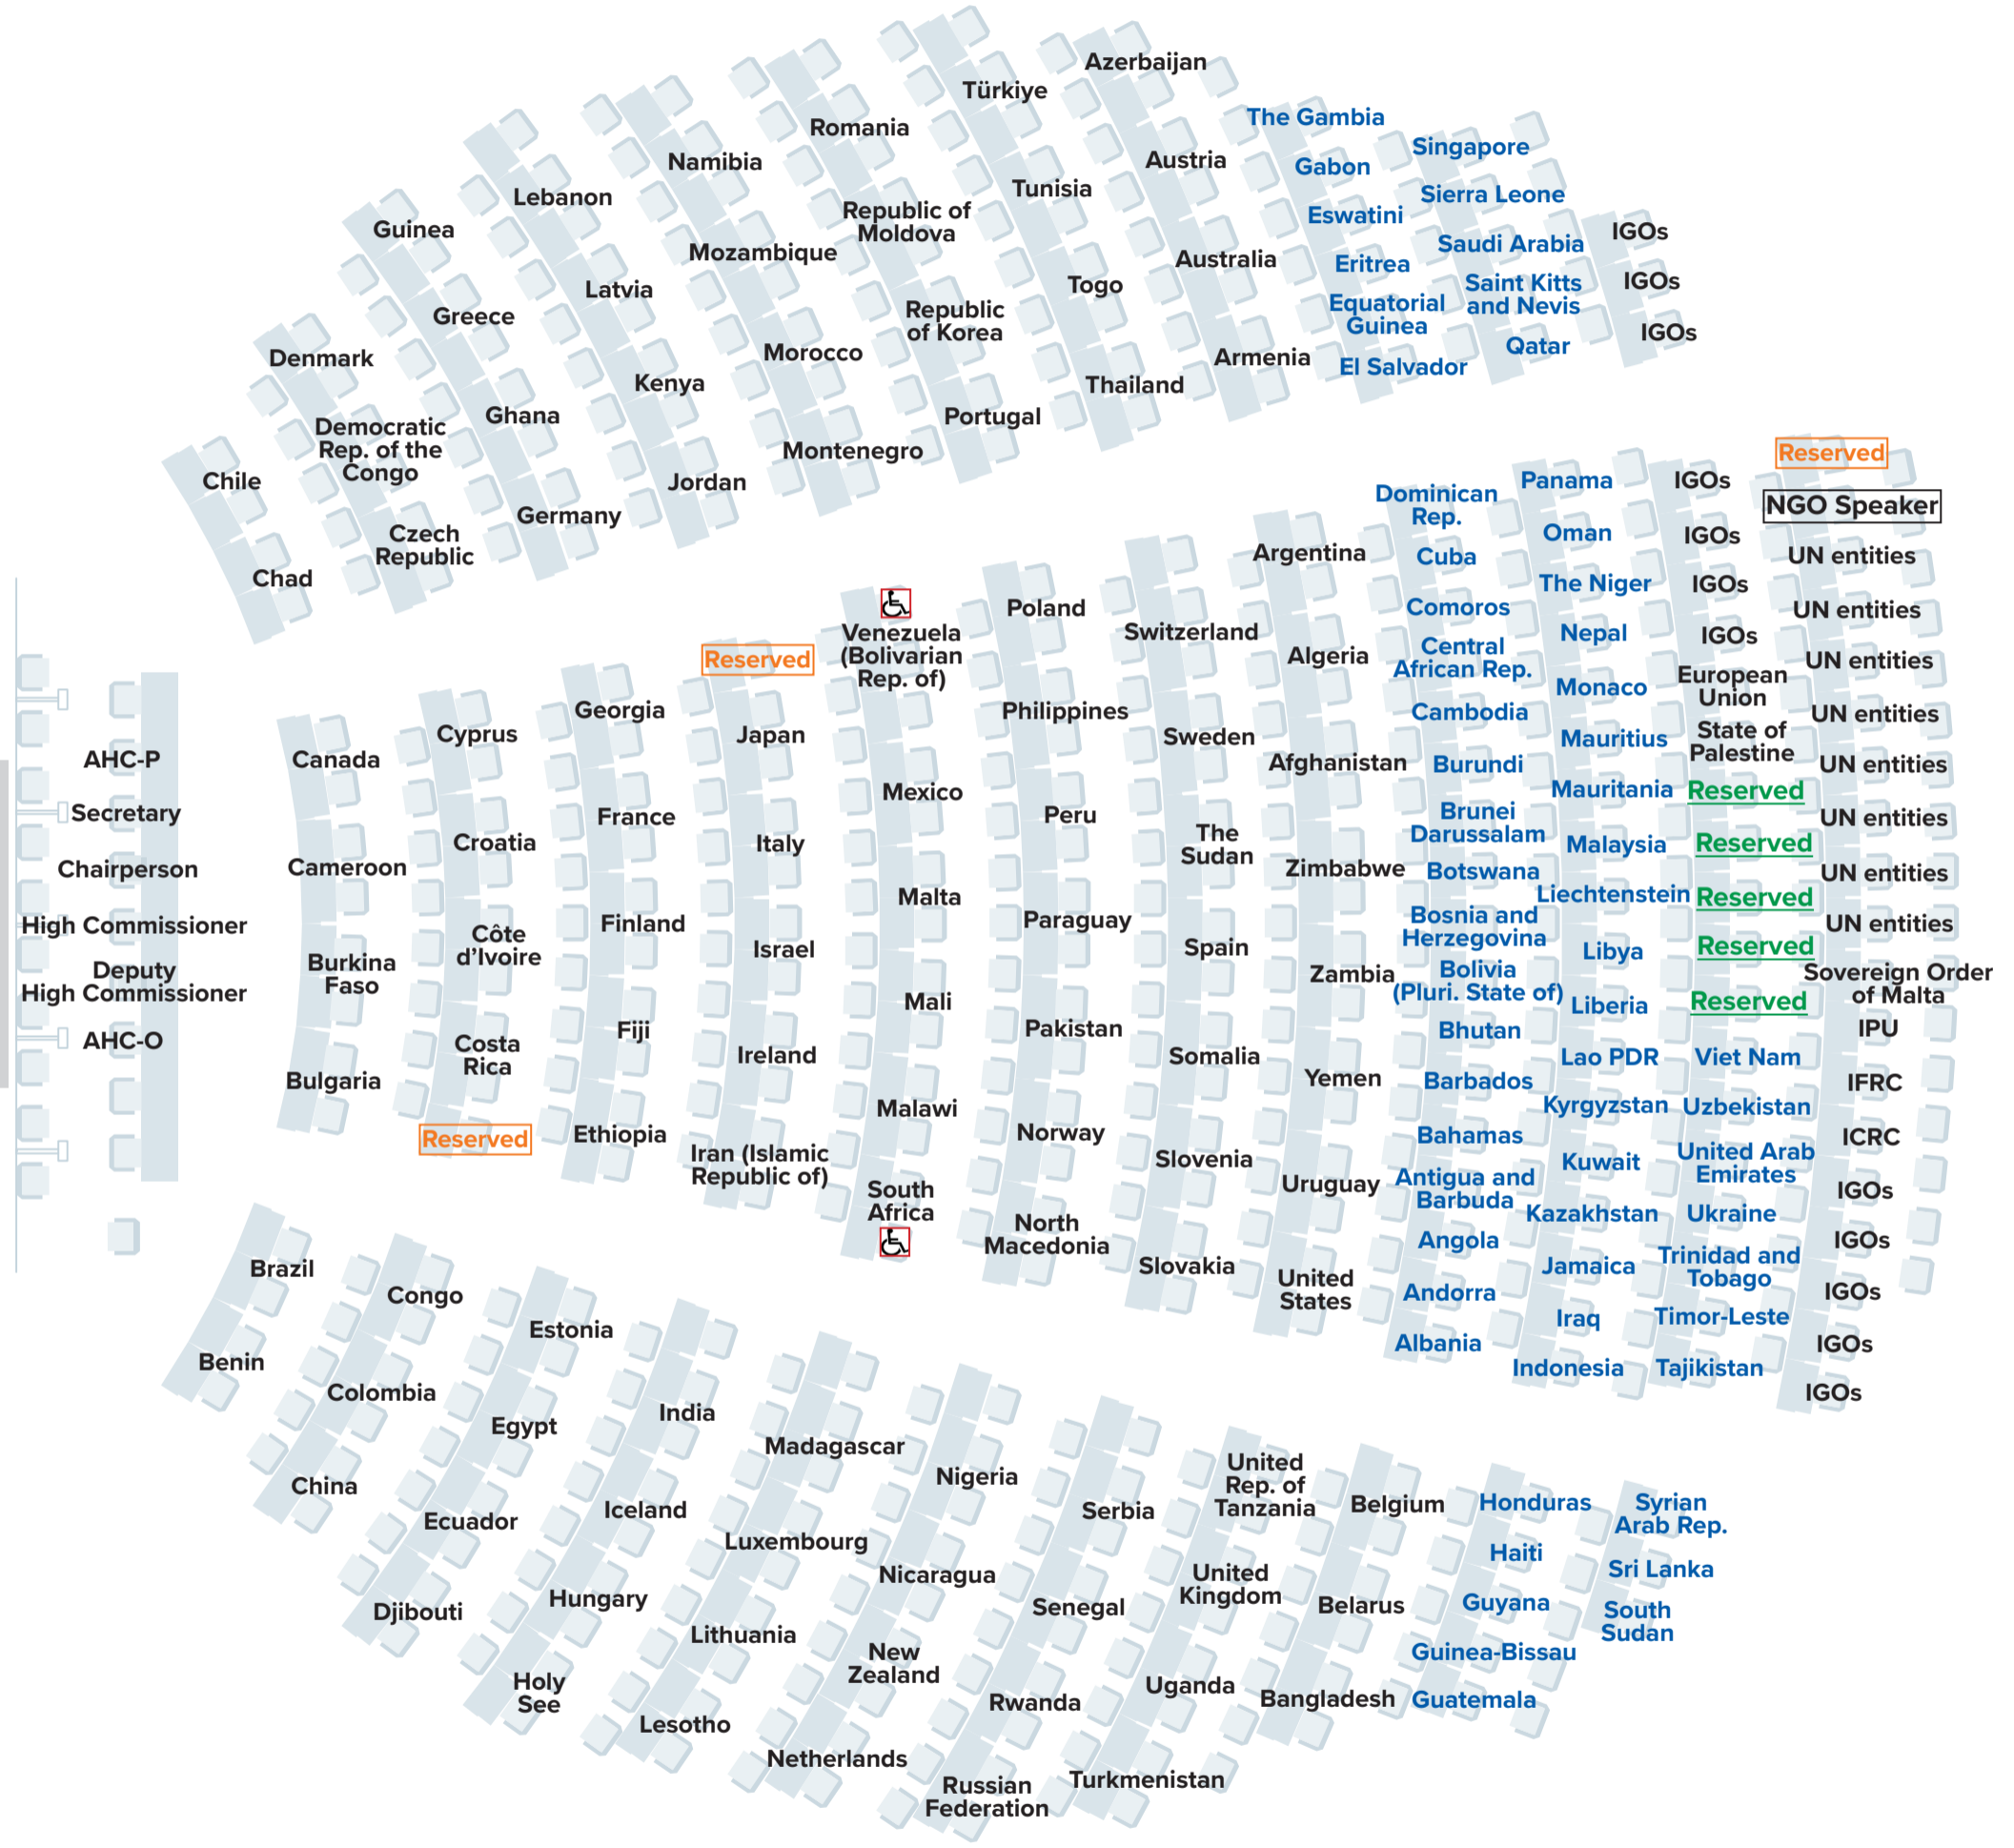 Azerbaijan
Türkiye
Romania
The Gambia
Singapore
Namibia
Austria
Gabon
Lebanon
Tunisia
Sierra Leone
Republic of
Moldova
Eswatini
Guinea
Mozambique
Australia
Saudi Arabia
IGOs
Latvia
Togo
Eritrea
Saint Kitts
and Nevis
IGOs
Greece
Republic
of Korea
Equatorial
Guinea
IGOs
Denmark
Morocco
Armenia
Qatar
Kenya
Thailand
El Salvador
Ghana
Portugal
Democratic
Rep. of the
Congo
Montenegro
Chile
Jordan
Germany
Czech
Republic
Chad
Reserved
NGO Speaker
Panama
IGOs
Dominican
Rep.
Oman
IGOs
UN entities
Argentina
Cuba
The Niger
IGOs
UN entities
Poland
Comoros
Nepal
IGOs
UN entities
Venezuela
(Bolivarian
Rep. of)
Switzerland
Algeria
Central
African Rep.
Monaco
European
Union
UN entities
Reserved
Georgia
Philippines
Cambodia
Mauritius
State of
Palestine
UN entities
Cyprus
Japan
Sweden
Afghanistan
Burundi
Mauritania
Reserved
UN entities
AHC-P
Canada
France
Mexico
Peru
Brunei
Darussalam
Malaysia
Reserved
UN entities
Secretary
Croatia
Italy
The
Sudan
Zimbabwe
Botswana
Liechtenstein
Reserved
UN entities
Chairperson
Cameroon
Finland
Malta
Paraguay
Bosnia and
Herzegovina
Libya
Reserved
Sovereign Order
of Malta
High Commissioner
Côte
d’Ivoire
Israel
Spain
Zambia
Bolivia
(Pluri. State of)
Liberia
Reserved
IPU
Deputy
High Commissioner
Burkina
Faso
Fiji
Mali
Pakistan
Bhutan
Lao PDR
Viet Nam
IFRC
AHC-O
Costa
Rica
Ireland
Somalia
Yemen
Barbados
Kyrgyzstan
Uzbekistan
ICRC
Bulgaria
Malawi
Norway
Bahamas
Kuwait
United Arab
Emirates
IGOs
Reserved
Ethiopia
Iran (Islamic
Republic of)
South
Africa
Slovenia
Uruguay
Antigua and
Barbuda
Kazakhstan
Ukraine
IGOs
North
Macedonia
Slovakia
United
States
Angola
Jamaica
Trinidad and
Tobago
IGOs
Andorra
Iraq
Timor-Leste
IGOs
Albania
Indonesia
Tajikistan
IGOs
Brazil
Congo
Estonia
Benin
Colombia
Egypt
India
Madagascar
Nigeria
Serbia
United
Rep. of
Tanzania
Belgium
Honduras
Syrian
Arab Rep.
China
Ecuador
Iceland
Luxembourg
Nicaragua
Senegal
United
Kingdom
Belarus
Haiti
Sri Lanka
Guyana
South
Sudan
Djibouti
Hungary
Lithuania
New
Zealand
Rwanda
Uganda
Bangladesh
Guinea-Bissau
Guatemala
Holy
See
Lesotho
Netherlands
Russian
Federation
Turkmenistan